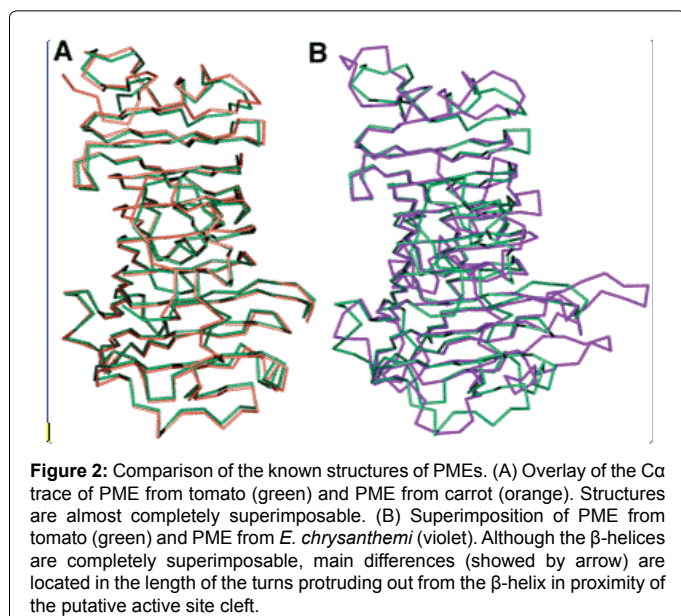 A
B
Figure 2: Comparison of the known structures of PMEs. (A) Overlay of the Cα
trace of PME from tomato (green) and PME from carrot (orange). Structures
are almost completely superimposable. (B) Superimposition of PME from
tomato (green) and PME from E. chrysanthemi (violet). Although the β-helices
are completely superimposable, main differences (showed by arrow) are
located in the length of the turns protruding out from the β-helix in proximity of
the putative active site cleft.